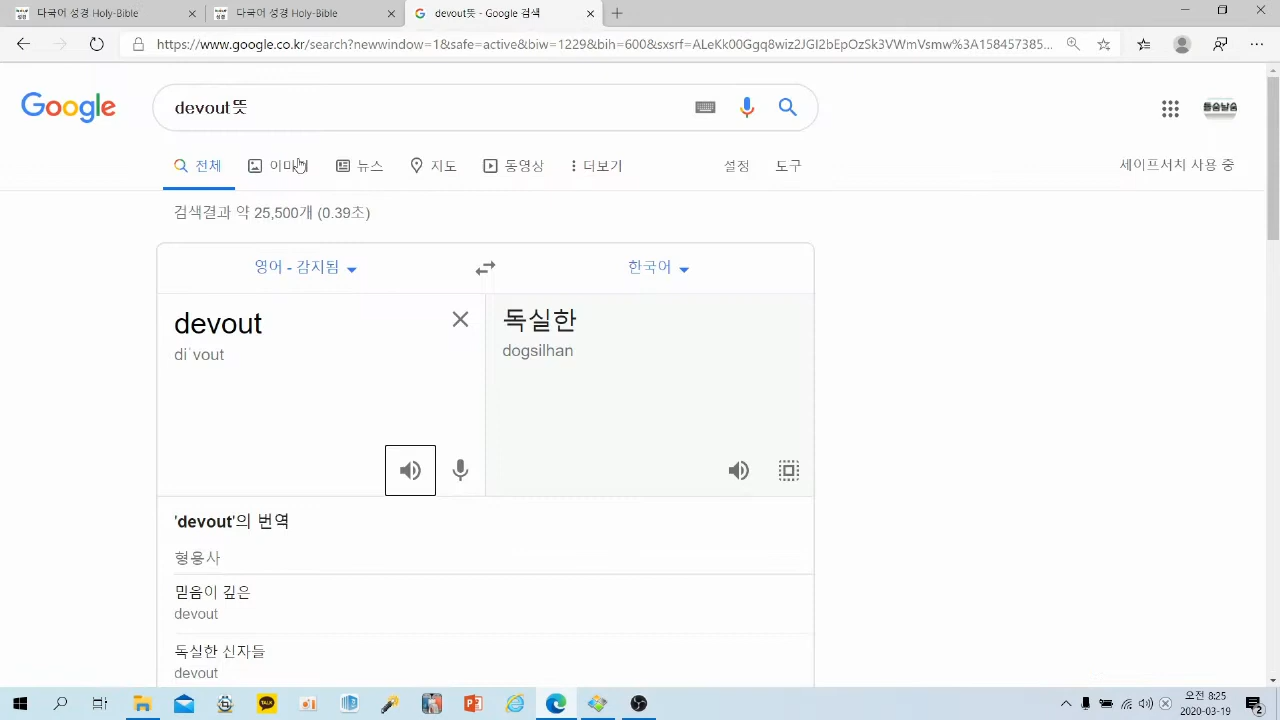 다국어 성경 Holy-Bible
다국어 성경 Holy-Bible
devout뜻 - Google 검색
https://www.google.co.kr/search?newwindow=1&safe=active&biw=1229&bih=600&sxsrf=ALeKk00Ggq8wiz2JGI2bEpOzSk3VWmVsmw%3A158457385...
Google
devout뜻
전체
뉴스
지도
동영상
더보기
설정
도구
세이프서치 사용 중
검색결과 약 25,500개 (0.39초)
영어 - 감지됨
한국어
devout
diˈvout
독실한
dogsilhan
'devout'의 번역
형용사
믿음이 깊은
devout
독실한 신자들
devout
TALK
오전 8:25
2020-03-19
2